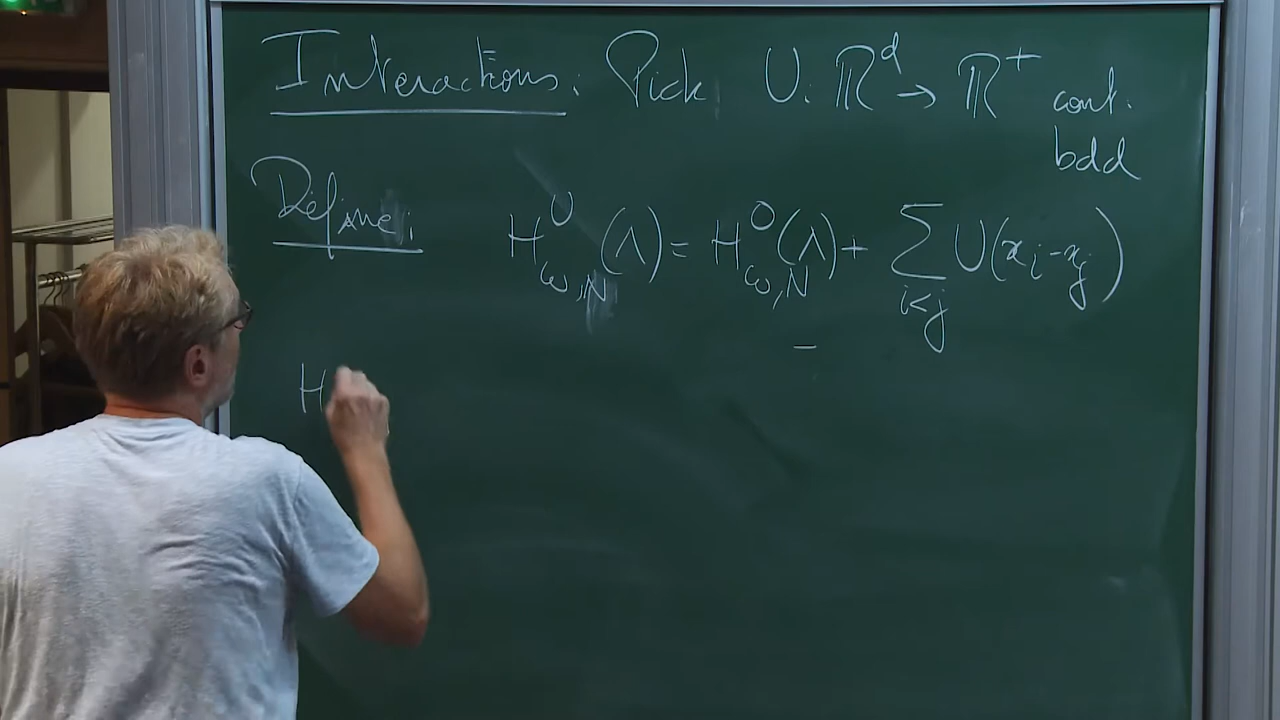 Interactions: Pick U: ℝ^d → ℝ^+ cont.
bdd
Define: H^U_{ω,N}(Λ) = H^0_{ω,N}(Λ) + ∑_{i<j} U(x_i - x_j)
H